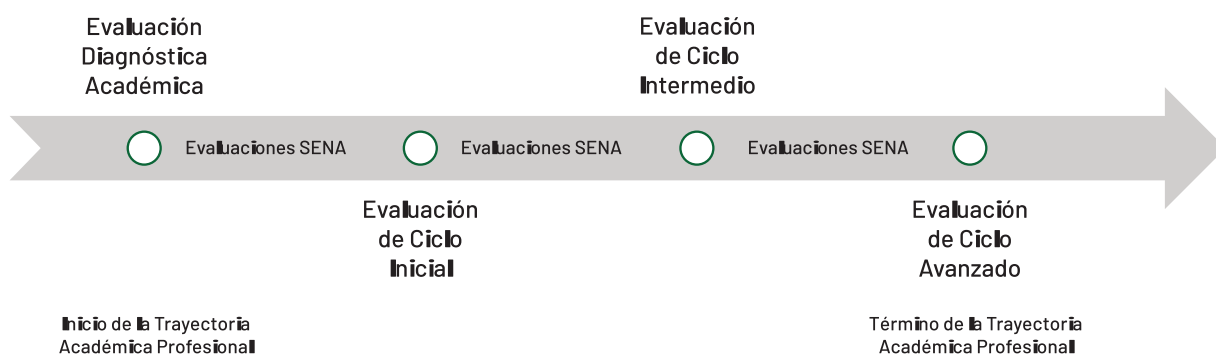 Evaluación
Diagnóstica
Académica
Evaluación
de Ciclo
Intermedio
Evaluaciones SENA
Evaluaciones SENA
Evaluaciones SENA
Evaluación
de Ciclo
Inicial
Evaluación
de Ciclo
Avanzado
Inicio de la Trayectoria
Académica Profesional
Término de la Trayectoria
Académica Profesional